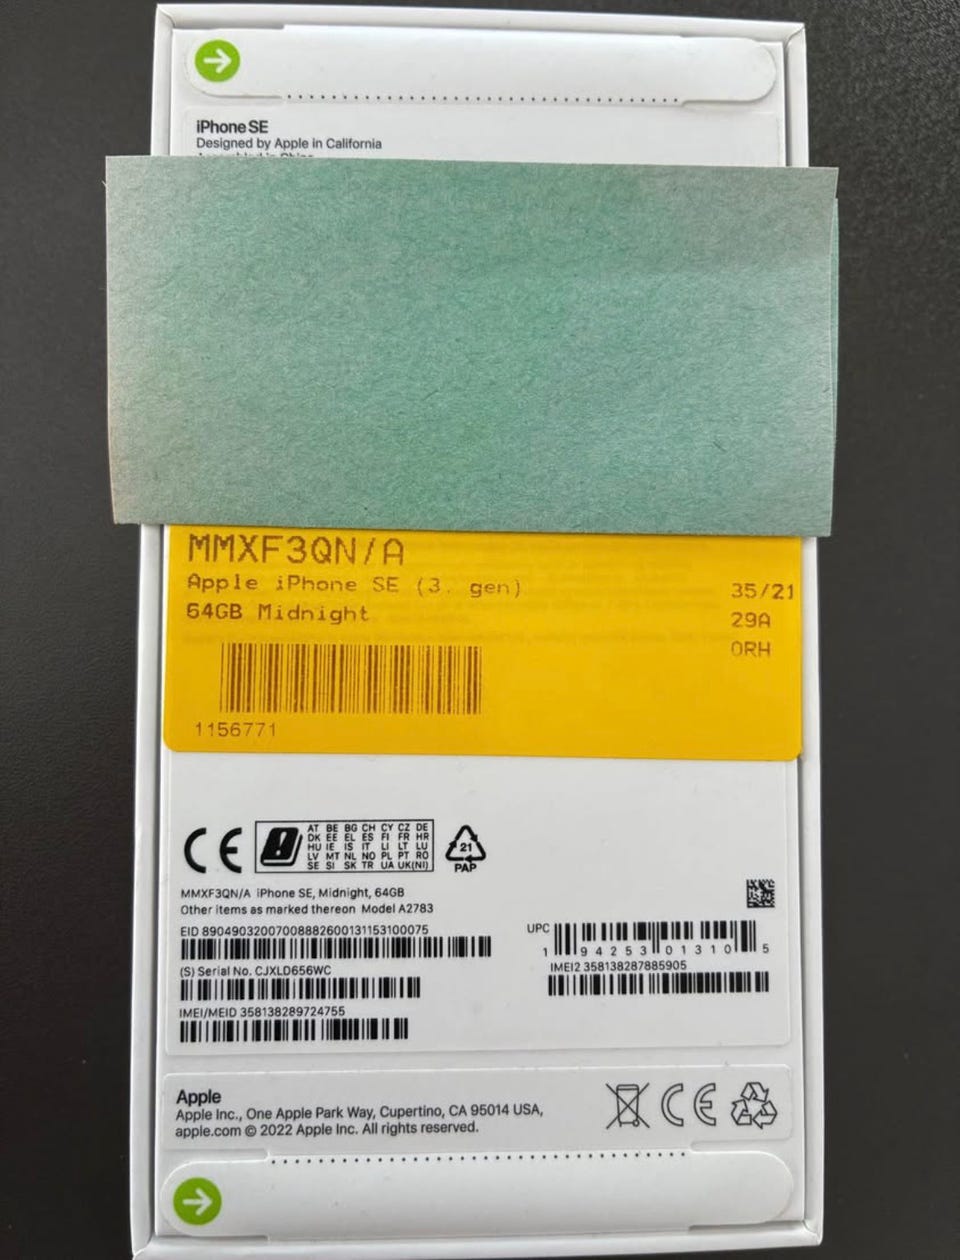 iPhone SE
Designed by Apple in California
Assembled in China
MMXF3QN/A
Apple iPhone SE (3. gen)
64GB Midnight
35/21
29A
ORH
1156771
AT BE BG CH CY CZ DE
DK EE EL ES FI FR HR
HU IE IS IT LI LT LU
LV MT NL NO PL PT RO
SE SI SK TR UA UK(NI)
21
PAP
MMXF3QN/A iPhone SE, Midnight, 64GB
Other items as marked thereon Model A2783
EID 89049032007008882600131153100075
(S) Serial No. CJXLD656WC
IMEI/MEID 358138289724755
UPC
1 94253 01310 5
IMEI2 358138287885905
Apple
Apple Inc., One Apple Park Way, Cupertino, CA 95014 USA,
apple.com © 2022 Apple Inc. All rights reserved.